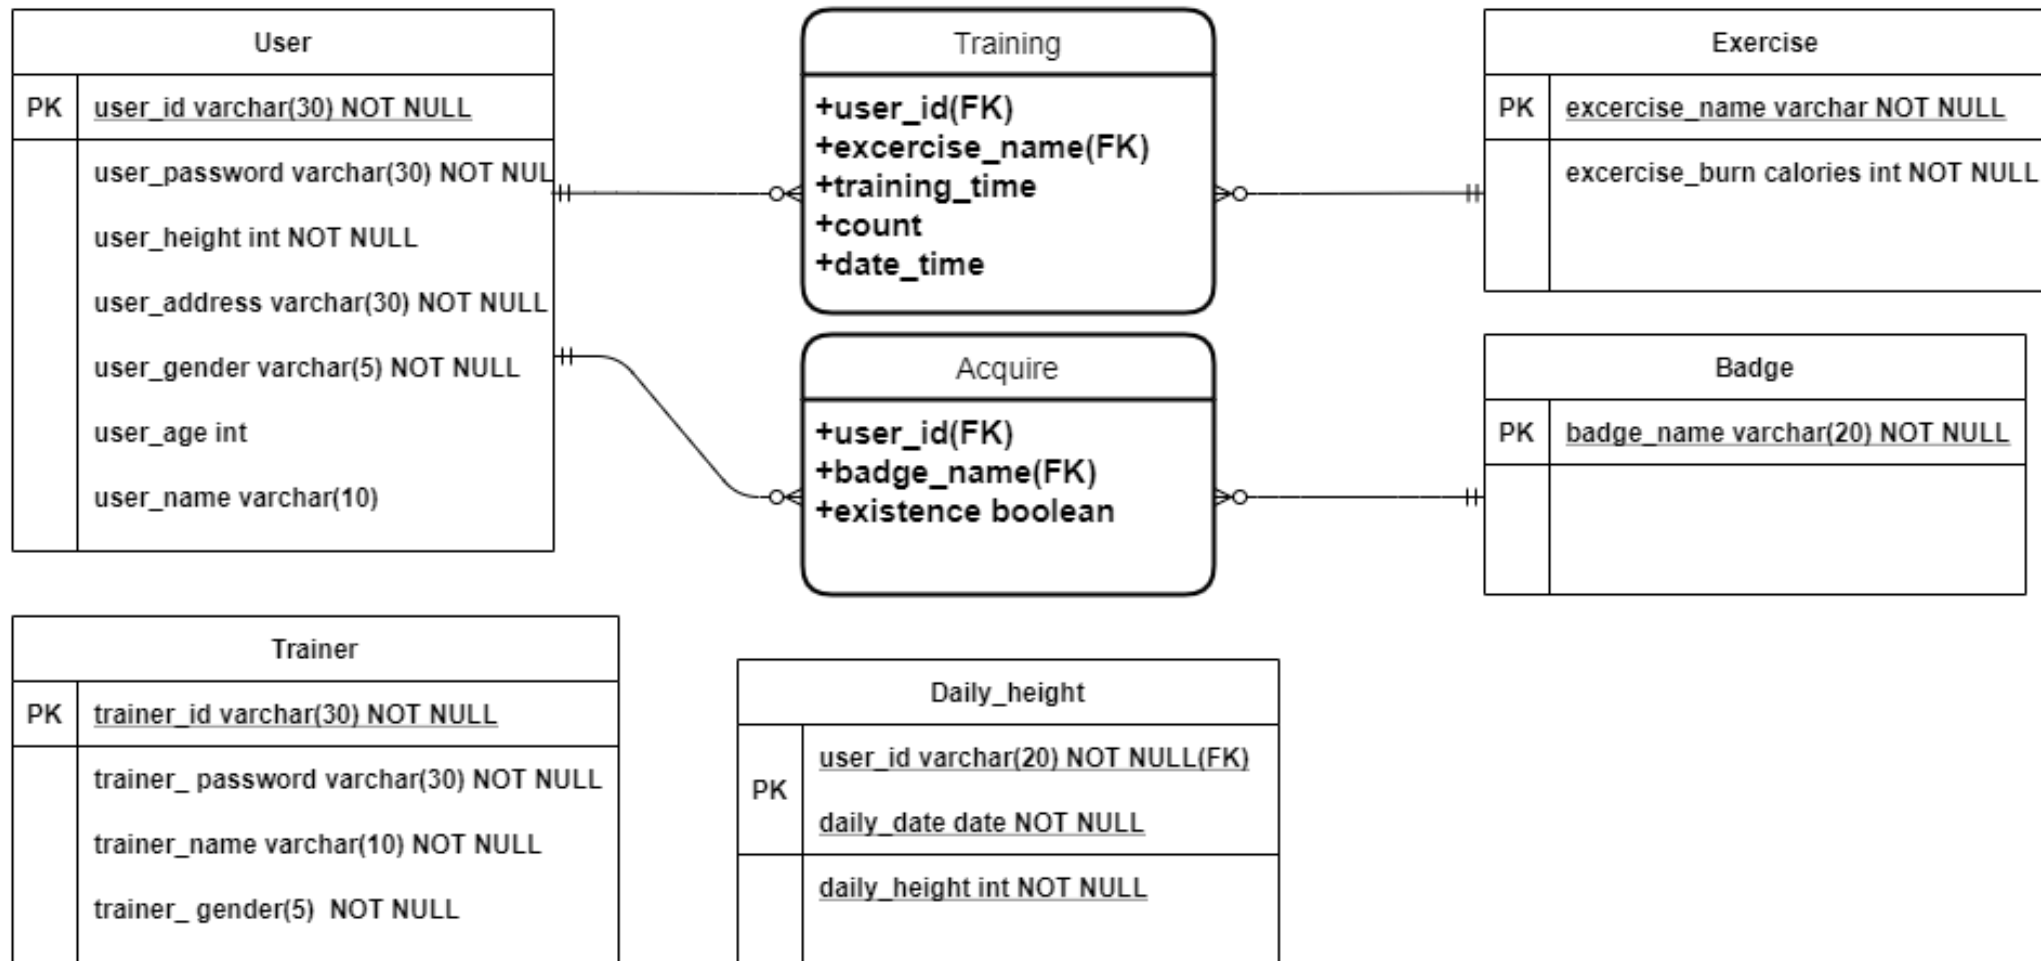 User
PK user_id varchar(30) NOT NULL
user_password varchar(30) NOT NUL
user_height int NOT NULL
user_address varchar(30) NOT NULL
user_gender varchar(5) NOT NULL
user_age int
user_name varchar(10)
Training
+user_id(FK)
+excercise_name(FK)
+training_time
+count
+date_time
Exercise
PK excercise_name varchar NOT NULL
excercise_burn calories int NOT NULL
Acquire
+user_id(FK)
+badge_name(FK)
+existence boolean
Badge
PK badge_name varchar(20) NOT NULL
Trainer
PK trainer_id varchar(30) NOT NULL
trainer_ password varchar(30) NOT NULL
trainer_name varchar(10) NOT NULL
trainer_ gender(5) NOT NULL
Daily_height
user_id varchar(20) NOT NULL(FK)
PK
daily_date date NOT NULL
daily_height int NOT NULL